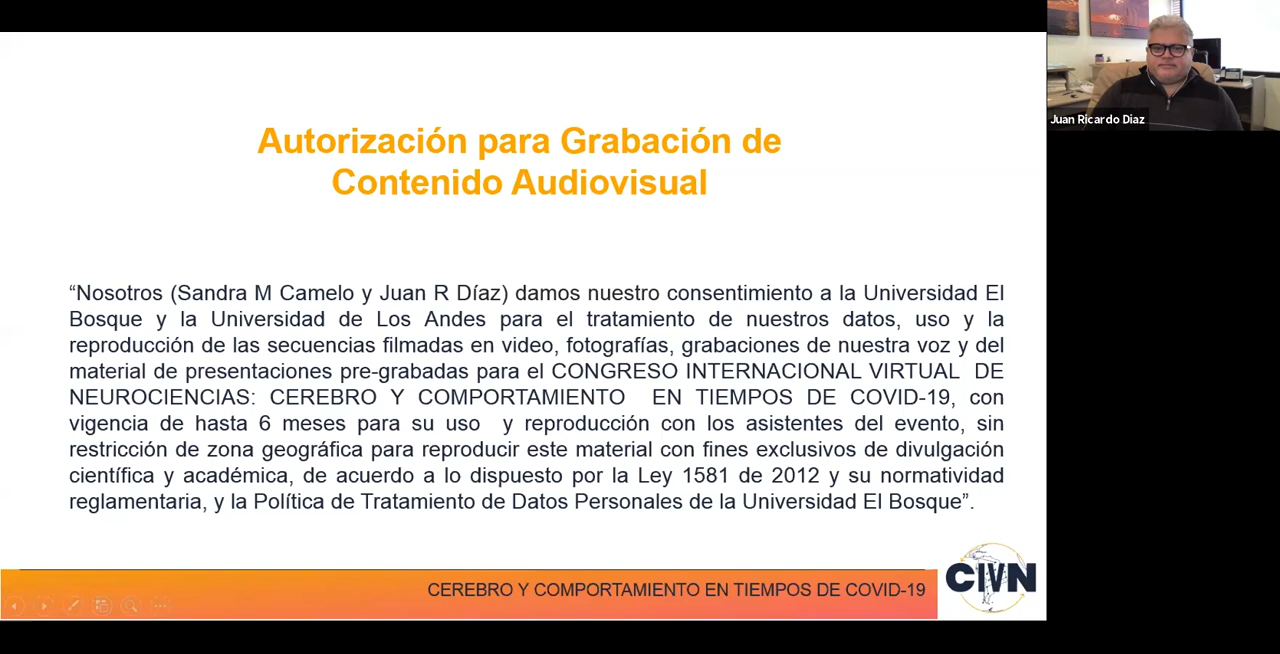 Autorización para Grabación de
Contenido Audiovisual
“Nosotros (Sandra M Camelo y Juan R Díaz) damos nuestro consentimiento a la Universidad El
Bosque y la Universidad de Los Andes para el tratamiento de nuestros datos, uso y la
reproducción de las secuencias filmadas en video, fotografías, grabaciones de nuestra voz y del
material de presentaciones pre-grabadas para el CONGRESO INTERNACIONAL VIRTUAL DE
NEUROCIENCIAS: CEREBRO Y COMPORTAMIENTO EN TIEMPOS DE COVID-19, con
vigencia de hasta 6 meses para su uso y reproducción con los asistentes del evento, sin
restricción de zona geográfica para reproducir este material con fines exclusivos de divulgación
científica y académica, de acuerdo a lo dispuesto por la Ley 1581 de 2012 y su normatividad
reglamentaria, y la Política de Tratamiento de Datos Personales de la Universidad El Bosque”.
CEREBRO Y COMPORTAMIENTO EN TIEMPOS DE COVID-19
CIVN
Juan Ricardo Diaz